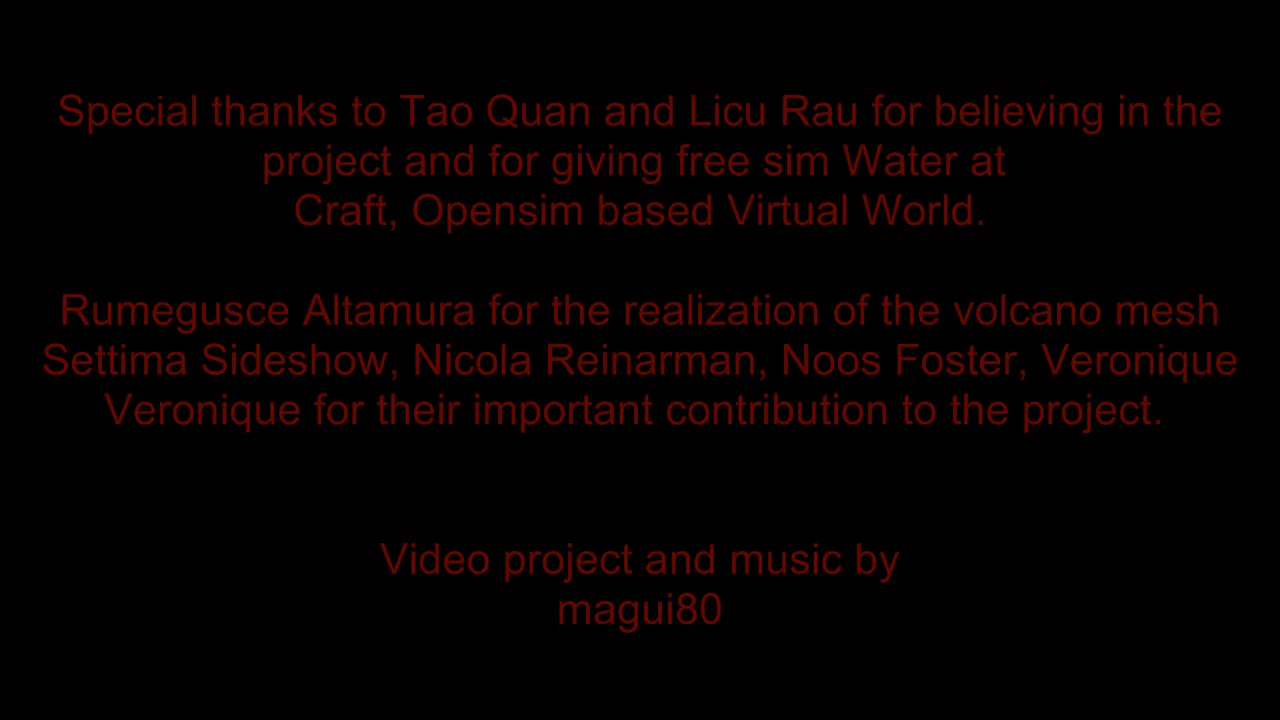 Special thanks to Tao Quan and Licu Rau for believing in the
project and for giving free sim Water at
Craft, Opensim based Virtual World.
Rumegusce Altamura for the realization of the volcano mesh
Settima Sideshow, Nicola Reinarman, Noos Foster, Veronique
Veronique for their important contribution to the project.
Video project and music by
magui80